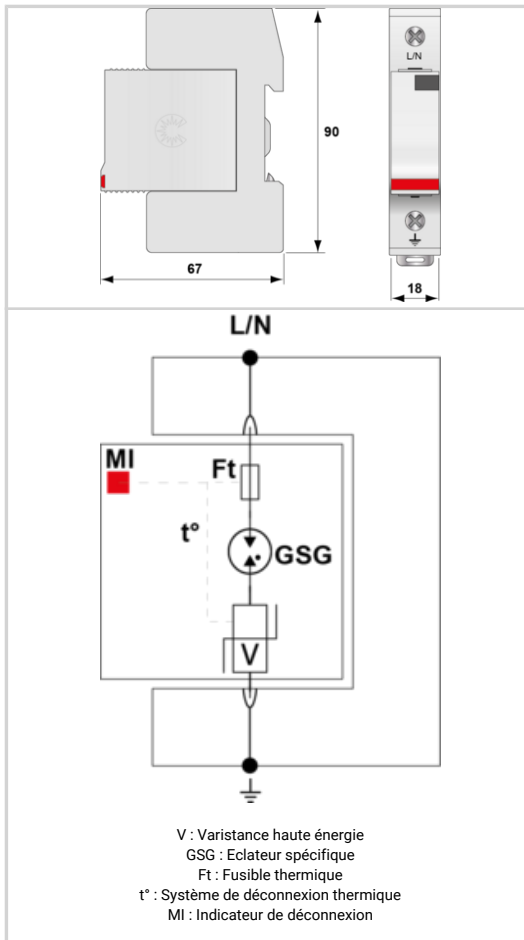 L/N
90
67
18
L/N
MI
Ft
t°
GSG
V
V : Varistance haute énergie
GSG : Eclateur spécifique
Ft : Fusible thermique
t° : Système de déconnexion thermique
MI : Indicateur de déconnexion